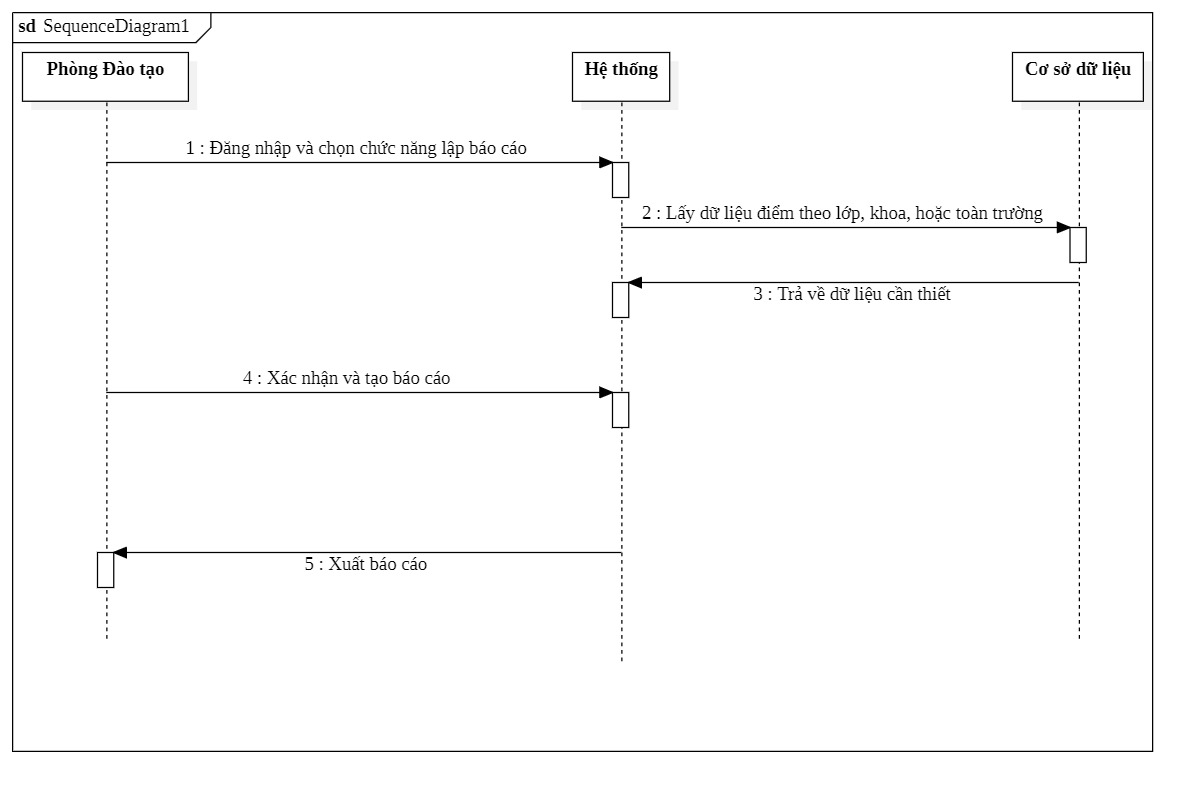 sd SequenceDiagram1
Phòng Đào tạo
Hệ thống
Cơ sở dữ liệu
1 : Đăng nhập và chọn chức năng lập báo cáo
2 : Lấy dữ liệu điểm theo lớp, khoa, hoặc toàn trường
3 : Trả về dữ liệu cần thiết
4 : Xác nhận và tạo báo cáo
5 : Xuất báo cáo